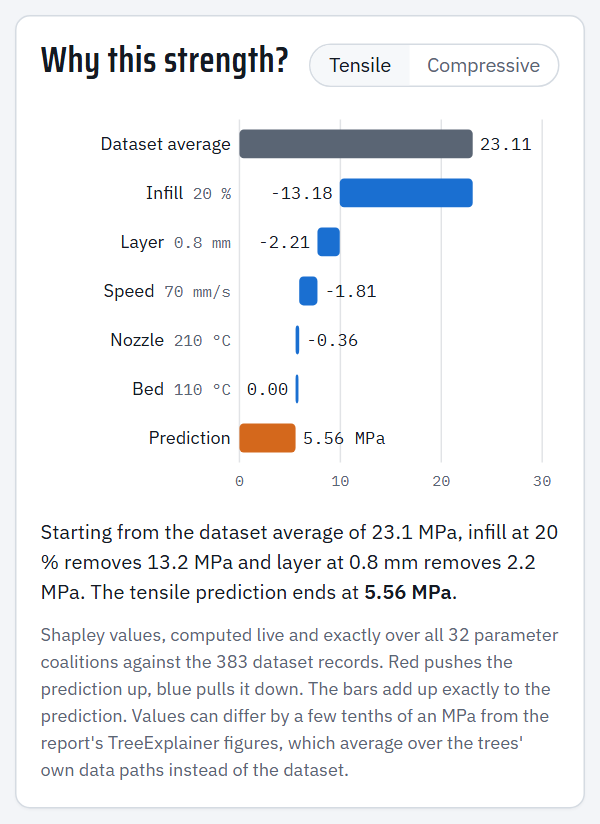 Why this strength?
Tensile Compressive
Dataset average 23.11
Infill 20 % -13.18
Layer 0.8 mm -2.21
Speed 70 mm/s -1.81
Nozzle 210 °C -0.36
Bed 110 °C 0.00
Prediction 5.56 MPa
0 10 20 30
Starting from the dataset average of 23.1 MPa, infill at 20
% removes 13.2 MPa and layer at 0.8 mm removes 2.2
MPa. The tensile prediction ends at 5.56 MPa.
Shapley values, computed live and exactly over all 32 parameter
coalitions against the 383 dataset records. Red pushes the
prediction up, blue pulls it down. The bars add up exactly to the
prediction. Values can differ by a few tenths of an MPa from the
report's TreeExplainer figures, which average over the trees'
own data paths instead of the dataset.